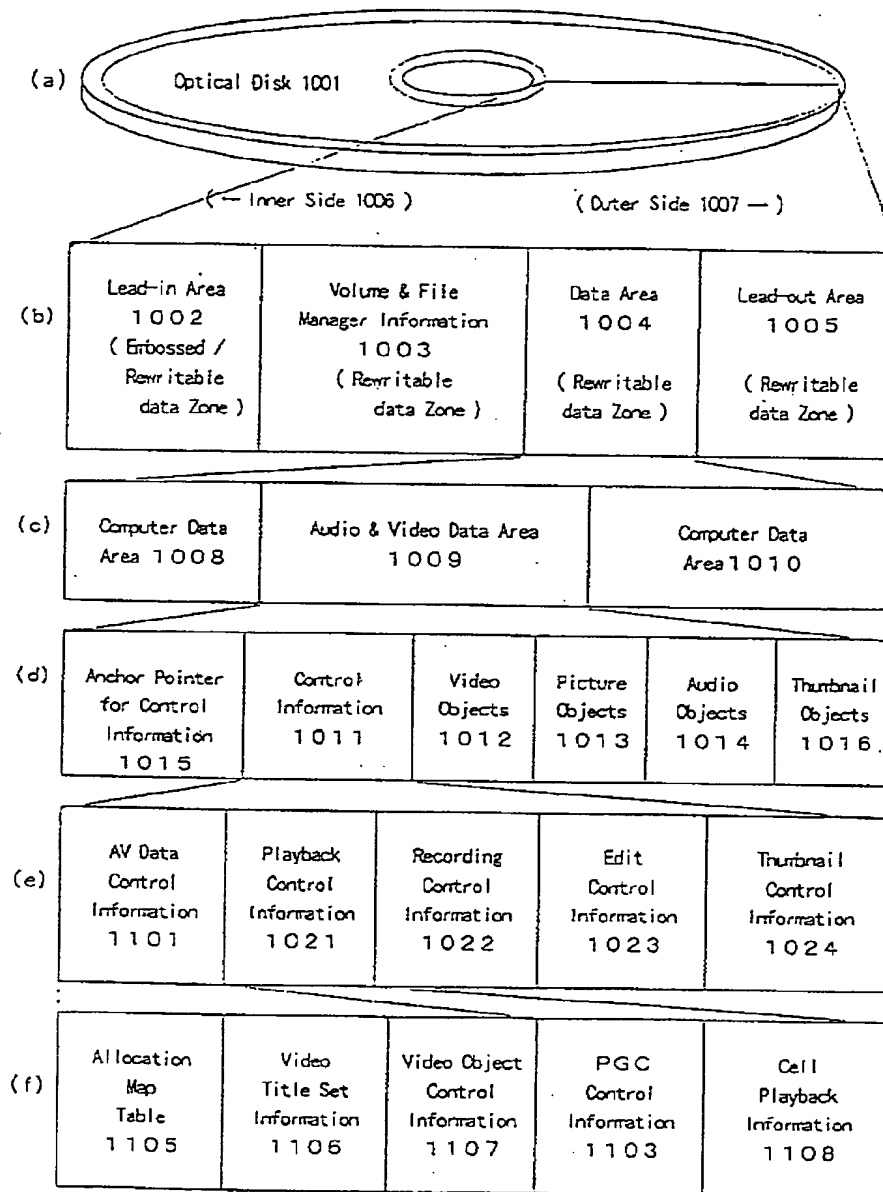 (a)
Optical Disk 1001
( ← Inner Side 1006 )
( Outer Side 1007 → )
(b)
Lead-in Area
1002
( Embossed /
Rewritable
data Zone )
Volume & File
Manager Information
1003
( Rewritable
data Zone )
Data Area
1004
( Rewritable
data Zone )
Lead-out Area
1005
( Rewritable
data Zone )
(c)
Computer Data
Area 1008
Audio & Video Data Area
1009
Computer Data
Area 1010
(d)
Anchor Pointer
for Control
Information
1015
Control
Information
1011
Video
Objects
1012
Picture
Objects
1013
Audio
Objects
1014
Thumbnail
Objects
1016
(e)
AV Data
Control
Information
1101
Playback
Control
Information
1021
Recording
Control
Information
1022
Edit
Control
Information
1023
Thumbnail
Control
Information
1024
(f)
Allocation
Map
Table
1105
Video
Title Set
Information
1106
Video Object
Control
Information
1107
PGC
Control
Information
1103
Cell
Playback
Information
1108